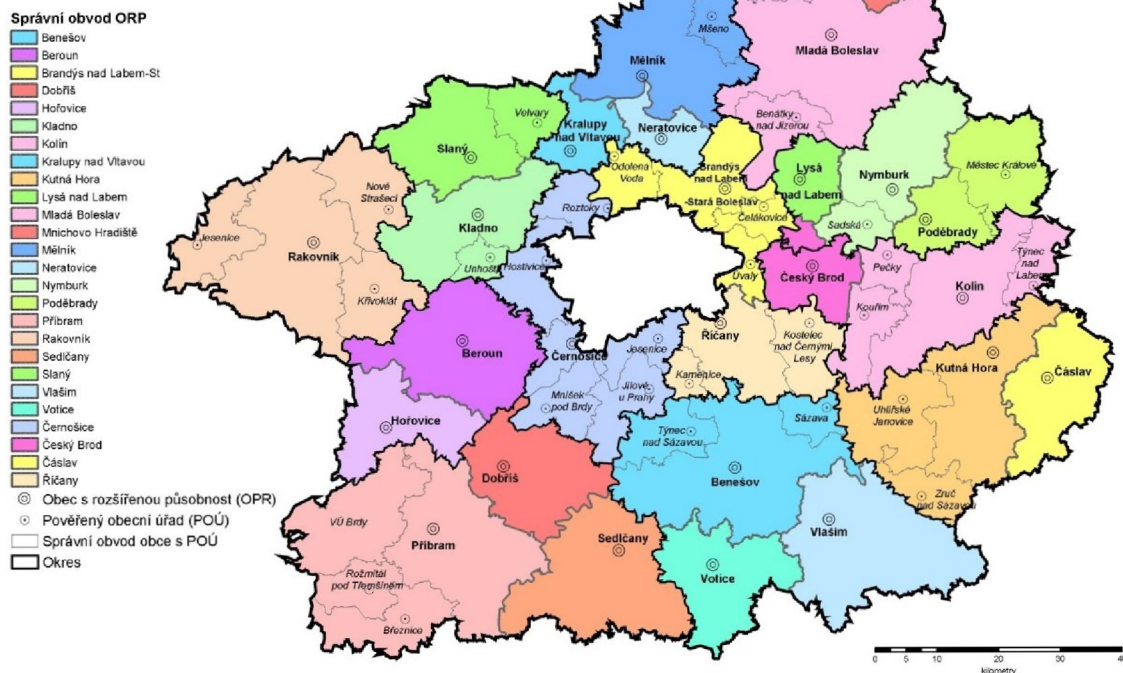 Správní obvod ORP
Benešov
Beroun
Brandýs nad Labem-St
Dobříš
Hořovice
Kladno
Kolín
Kralupy nad Vltavou
Kutná Hora
Lysá nad Labem
Mladá Boleslav
Mnichovo Hradiště
Mělník
Neratovice
Nymburk
Poděbrady
Příbram
Rakovník
Sedlčany
Slaný
Vlašim
Votice
Černošice
Český Brod
Čáslav
Říčany
Obec s rozšířenou působnost (OPR)
Pověřený obecní úřad (POÚ)
Správní obvod obce s POÚ
Okres
Mšeno
Mladá Boleslav
Mělník
Benátky
nad Jizerou
Velvary
Kralupy
nad Vltavou
Neratovice
Slaný
Odolena
Voda
Brandýs
nad Labem
-Stará Boleslav
Lysá
nad Labem
Nymburk
Městec Králové
Nové
Strašecí
Roztoky
Čelákovice
Sadská
Poděbrady
Jesenice
Rakovník
Kladno
Unhošť
Hostivice
Úvaly
Český Brod
Pečky
Týnec
nad
Labem
Kolín
Křivoklát
Kouřim
Beroun
Černošice
Jesenice
Říčany
Kostelec
nad Černými
Lesy
Kutná Hora
Čáslav
Kamenice
Mníšek
pod Brdy
Jílové
u Prahy
Uhlířské
Janovice
Hořovice
Týnec
nad Sázavou
Sázava
Dobříš
Benešov
Zruč
nad Sázavou
VÚ Brdy
Příbram
Sedlčany
Vlašim
Votice
Rožmitál
pod Třemšínem
Březnice
0 5 10 20 30 40
kilometry